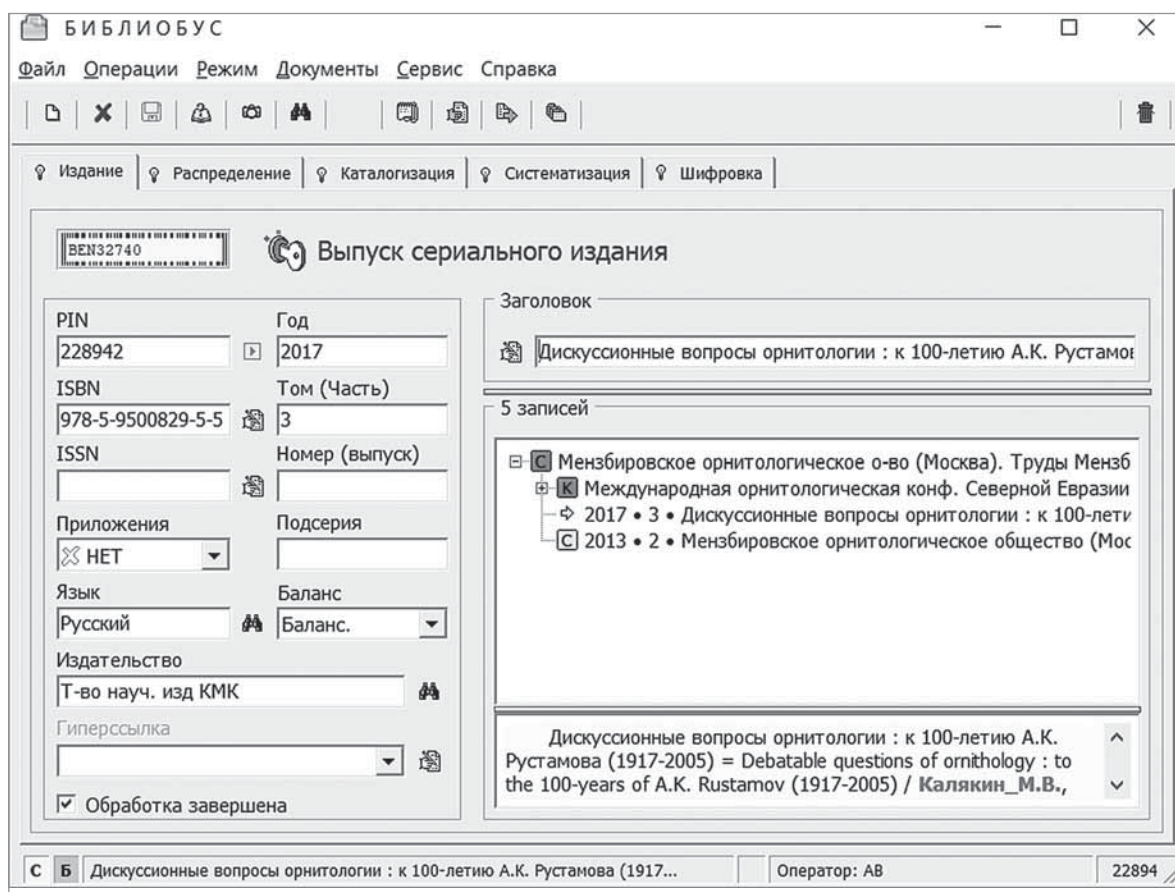 БИБЛИОБУС
Файл Операции Режим Документы Сервис Справка
Издание Распределение Каталогизация Систематизация Шифровка
BEN32740
Выпуск сериального издания
PIN Год
228942 2017
ISBN Том (Часть)
978-5-9500829-5-5 3
ISSN Номер (выпуск)
Приложения Подсерия
НЕТ
Язык Баланс
Русский Баланс.
Издательство
Т-во науч. изд КМК
Гиперссылка
Обработка завершена
Заголовок
Дискуссионные вопросы орнитологии : к 100-летию А.К. Рустамов
5 записей
С Мензбировское орнитологическое о-во (Москва). Труды Мензб
К Международная орнитологическая конф. Северной Евразии
2017 • 3 • Дискуссионные вопросы орнитологии : к 100-лети
С 2013 • 2 • Мензбировское орнитологическое общество (Мос
Дискуссионные вопросы орнитологии : к 100-летию А.К.
Рустамова (1917-2005) = Debatable questions of ornithology : to
the 100-years of A.K. Rustamov (1917-2005) / Калякин_М.В.,
С Б Дискуссионные вопросы орнитологии : к 100-летию А.К. Рустамова (1917... Оператор: АВ 22894